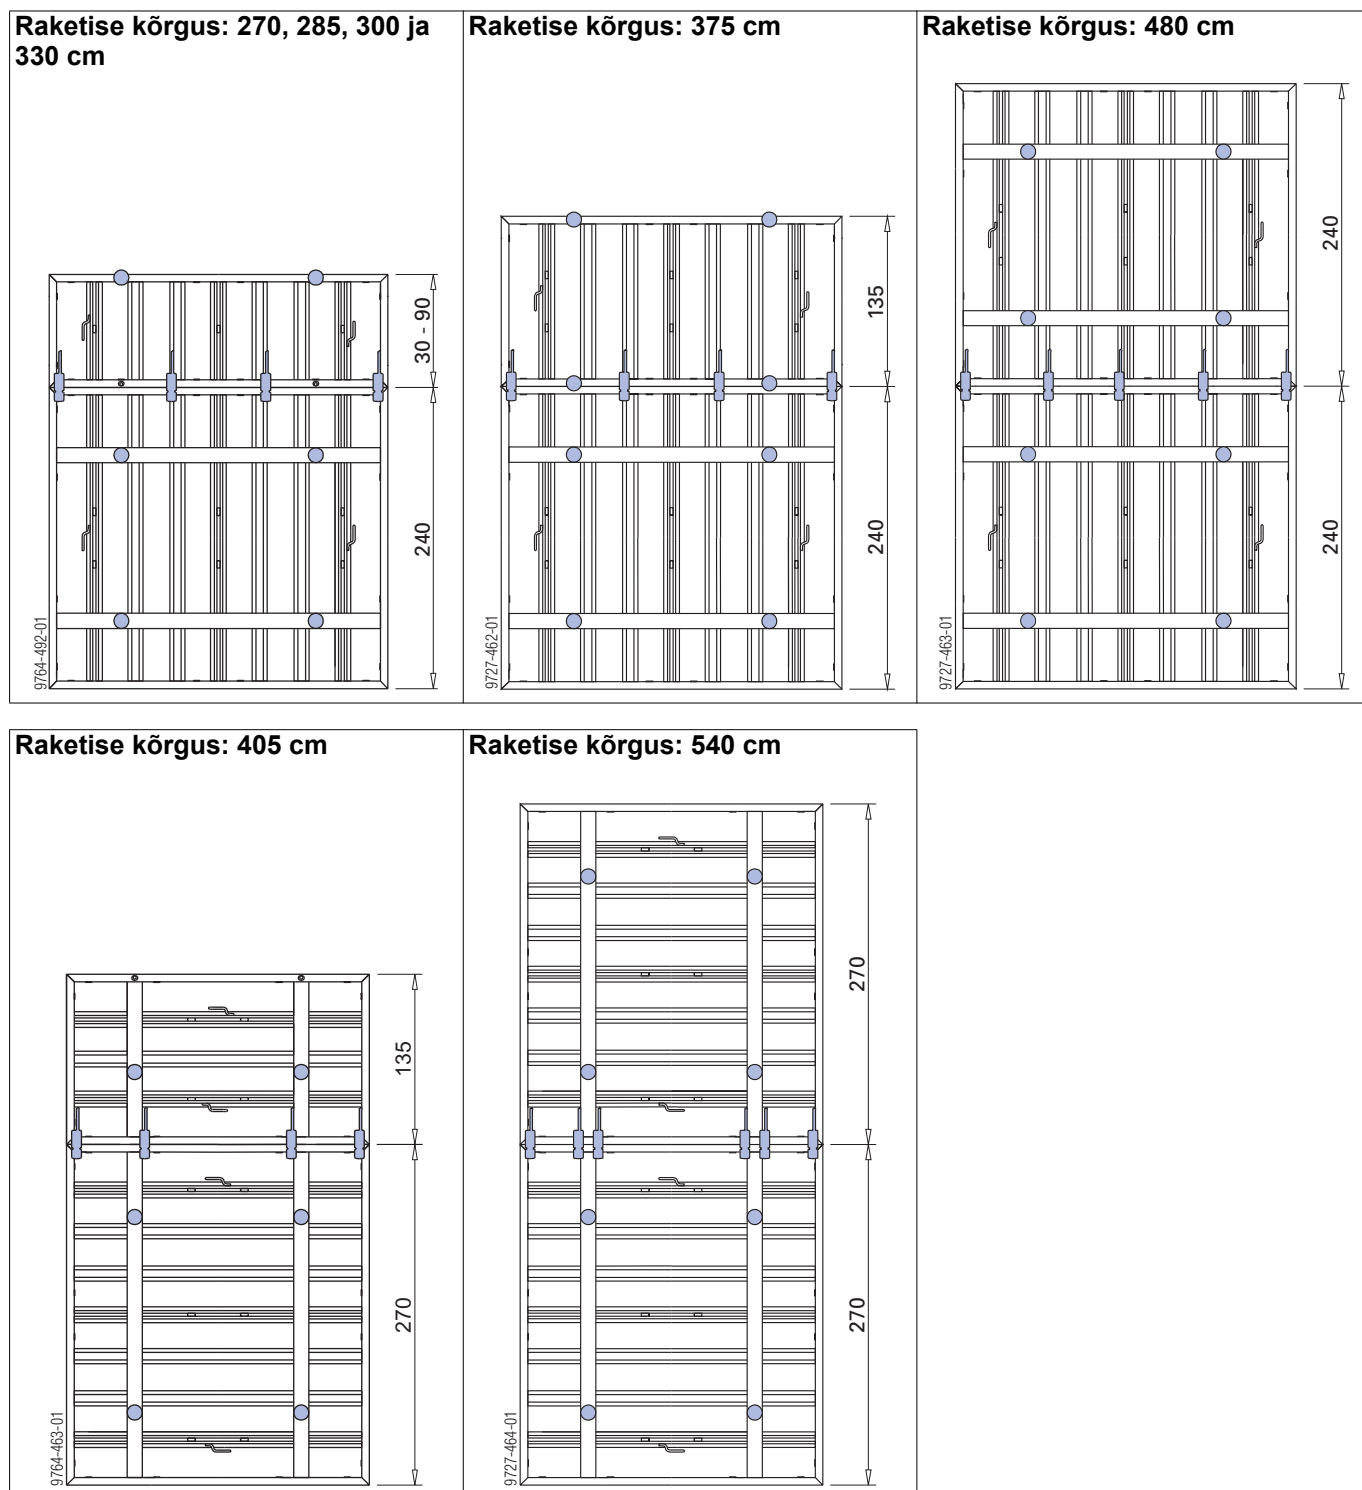 Raketise kõrgus: 270, 285, 300 ja
330 cm
30 - 90
240
9764-492-01
Raketise kõrgus: 375 cm
135
240
9727-462-01
Raketise kõrgus: 480 cm
240
240
9727-463-01
Raketise kõrgus: 405 cm
135
270
9764-463-01
Raketise kõrgus: 540 cm
270
270
9727-464-01